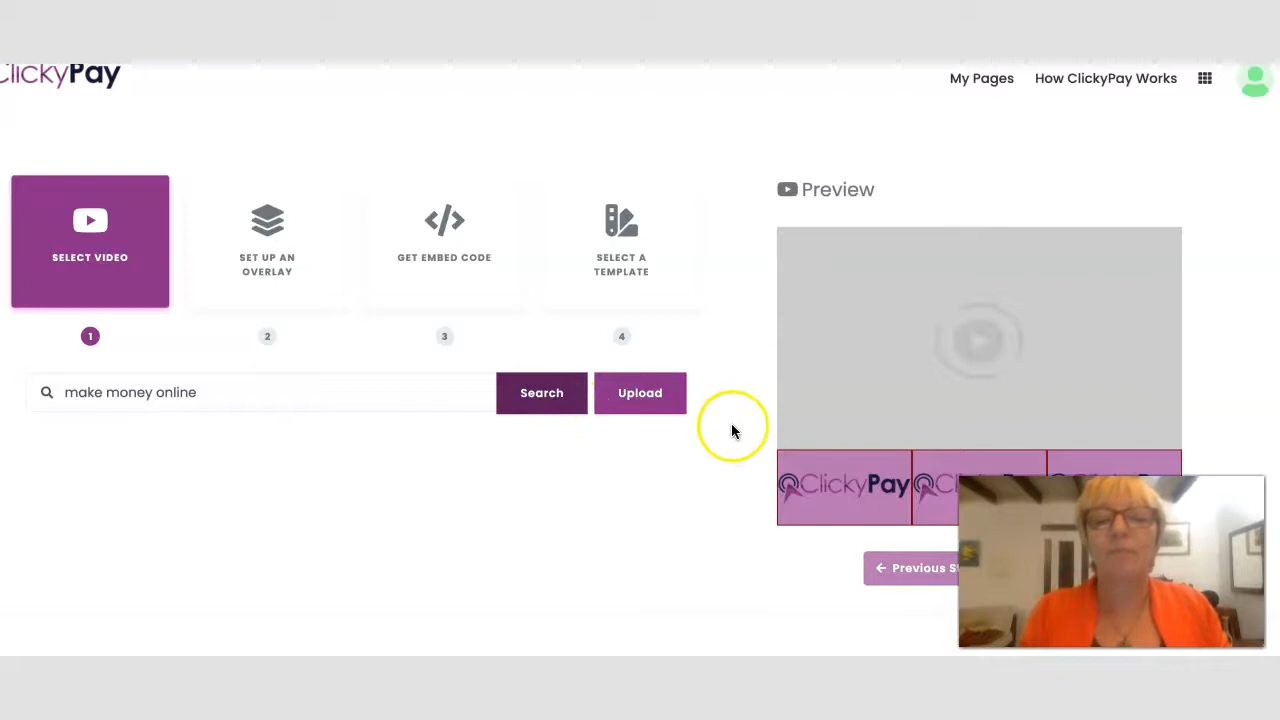 ClickyPay
My Pages
How ClickyPay Works
SELECT VIDEO
SET UP AN
OVERLAY
GET EMBED CODE
SELECT A
TEMPLATE
1
2
3
4
make money online
Search
Upload
Preview
ClickyPay
Previous S